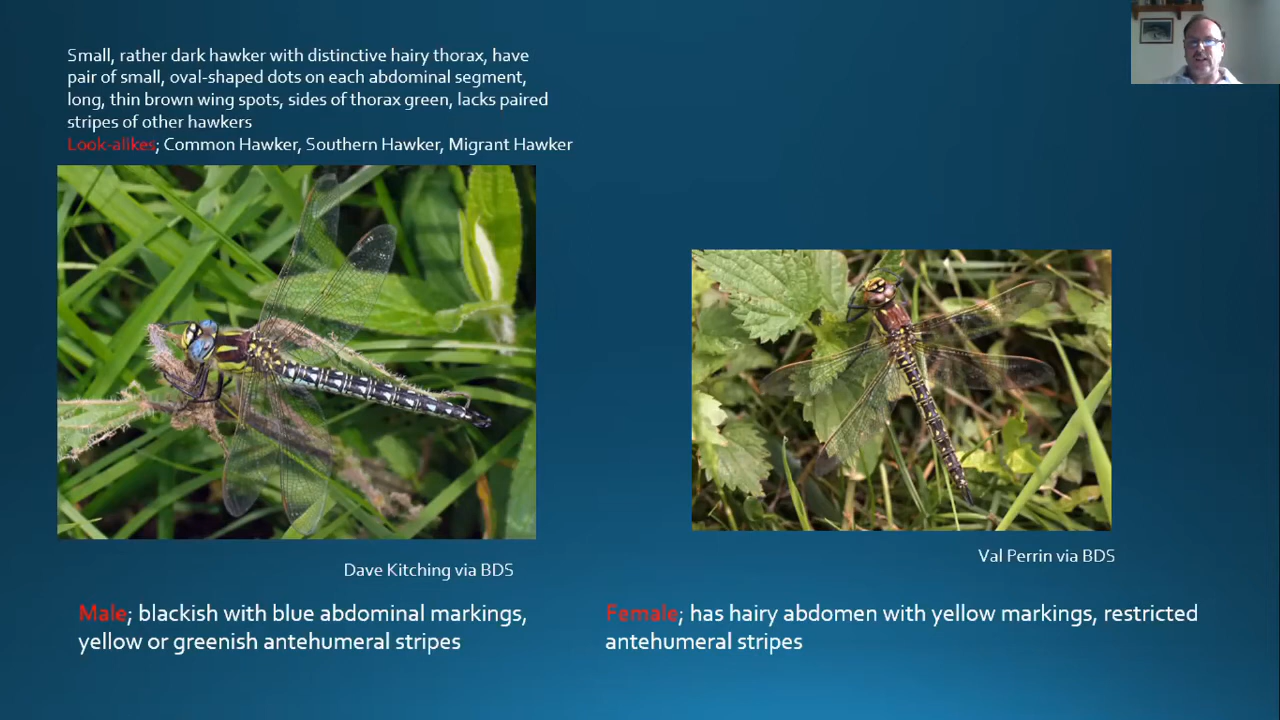 Small, rather dark hawker with distinctive hairy thorax, have
pair of small, oval-shaped dots on each abdominal segment,
long, thin brown wing spots, sides of thorax green, lacks paired
stripes of other hawkers
Look-alikes; Common Hawker, Southern Hawker, Migrant Hawker
Dave Kitching via BDS
Val Perrin via BDS
Male; blackish with blue abdominal markings,
yellow or greenish antehumeral stripes
Female; has hairy abdomen with yellow markings, restricted
antehumeral stripes